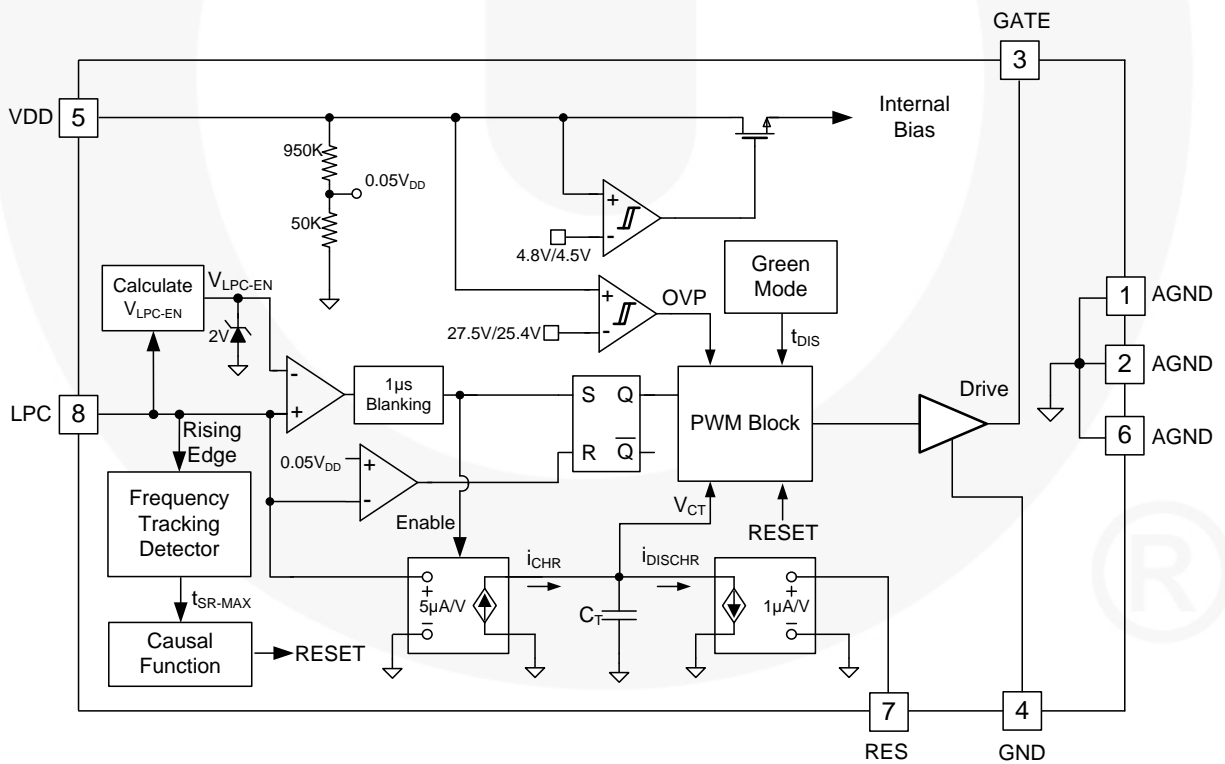 GATE
3
VDD
5
Internal
Bias
950K
0.05VDD
50K
+
-
4.8V/4.5V
Green
Mode
Calculate
VLPC-EN
VLPC-EN
2V
+
-
OVP
27.5V/25.4V
tDIS
1
AGND
2
AGND
6
AGND
LPC
8
-
+
1µs
Blanking
S
Q
R
Q
PWM Block
Drive
Rising
Edge
0.05VDD
+
-
Frequency
Tracking
Detector
Enable
VCT
RESET
iCHR
iDISCHR
tSR-MAX
+
5µA/V
-
CT
+
1µA/V
-
Causal
Function
RESET
7
RES
4
GND
®